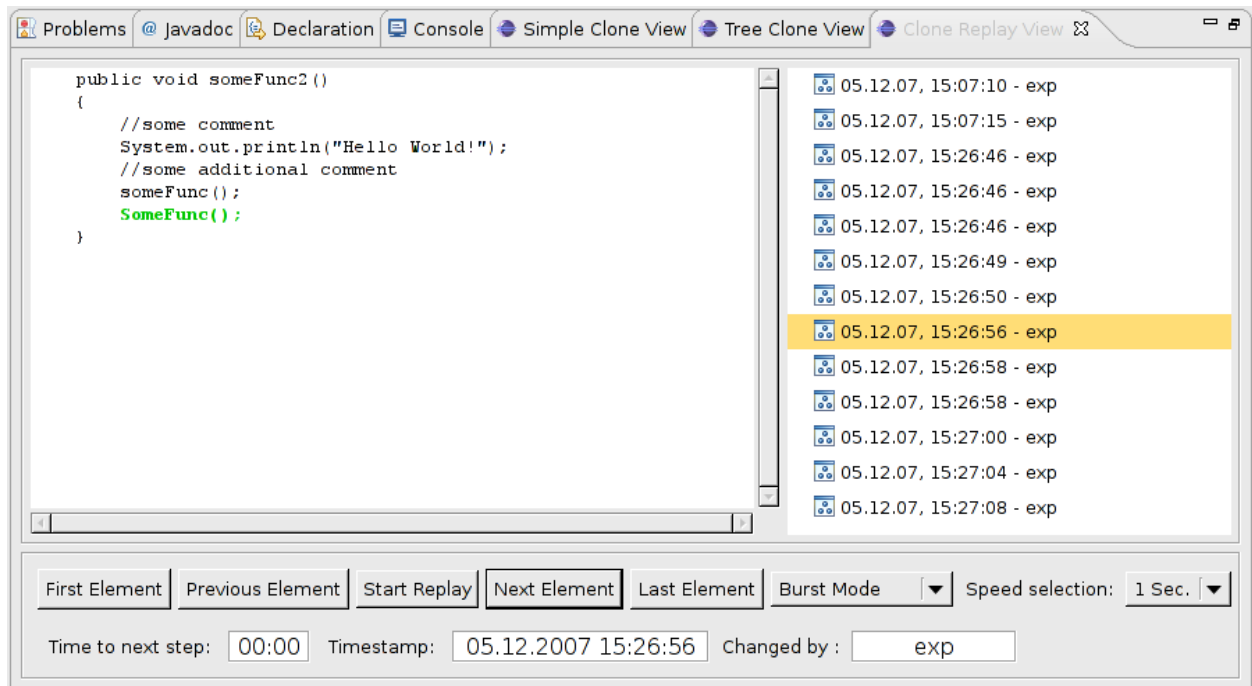 Problems @ Javadoc Declaration Console Simple Clone View Tree Clone View Clone Replay View
public void someFunc2()
{
//some comment
System.out.println("Hello World!");
//some additional comment
someFunc();
SomeFunc();
}
05.12.07, 15:07:10 - exp
05.12.07, 15:07:15 - exp
05.12.07, 15:26:46 - exp
05.12.07, 15:26:46 - exp
05.12.07, 15:26:46 - exp
05.12.07, 15:26:49 - exp
05.12.07, 15:26:50 - exp
05.12.07, 15:26:56 - exp
05.12.07, 15:26:58 - exp
05.12.07, 15:26:58 - exp
05.12.07, 15:27:00 - exp
05.12.07, 15:27:04 - exp
05.12.07, 15:27:08 - exp
First Element Previous Element Start Replay Next Element Last Element Burst Mode Speed selection: 1 Sec.
Time to next step: 00:00 Timestamp: 05.12.2007 15:26:56 Changed by : exp